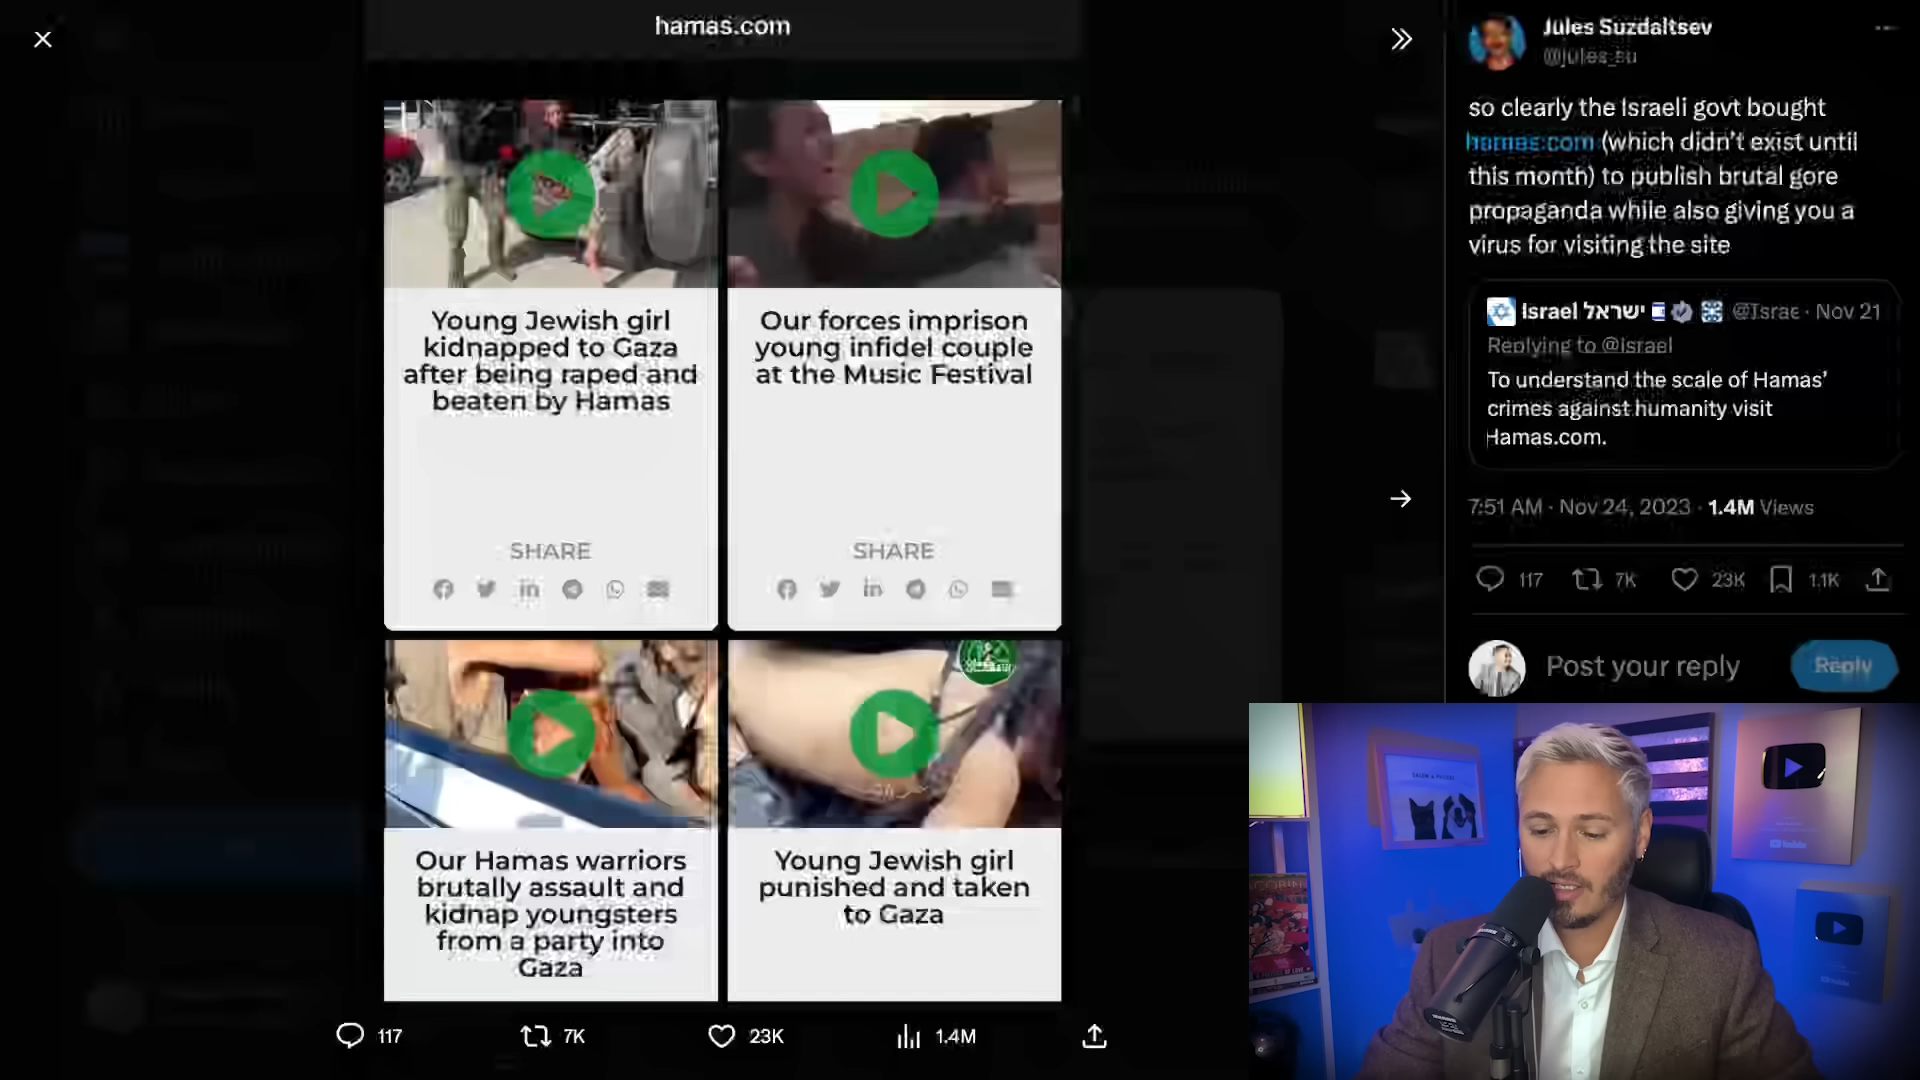 hamas.com
Young Jewish girl
kidnapped to Gaza
after being raped and
beaten by Hamas
SHARE
Our forces imprison
young infidel couple
at the Music Festival
SHARE
Our Hamas warriors
brutally assault and
kidnap youngsters
from a party into
Gaza
Young Jewish girl
punished and taken
to Gaza
117
7K
23K
1.4M
Jules Suzdaltsev
@jules_su
so clearly the Israeli govt bought
hamas.com (which didn't exist until
this month) to publish brutal gore
propaganda while also giving you a
virus for visiting the site
Israel ישראל @Israe · Nov 21
Replying to @israel
To understand the scale of Hamas'
crimes against humanity visit
Hamas.com.
7:51 AM · Nov 24, 2023 · 1.4M Views
117
7K
23K
1.1K
Post your reply
Reply
YouTube